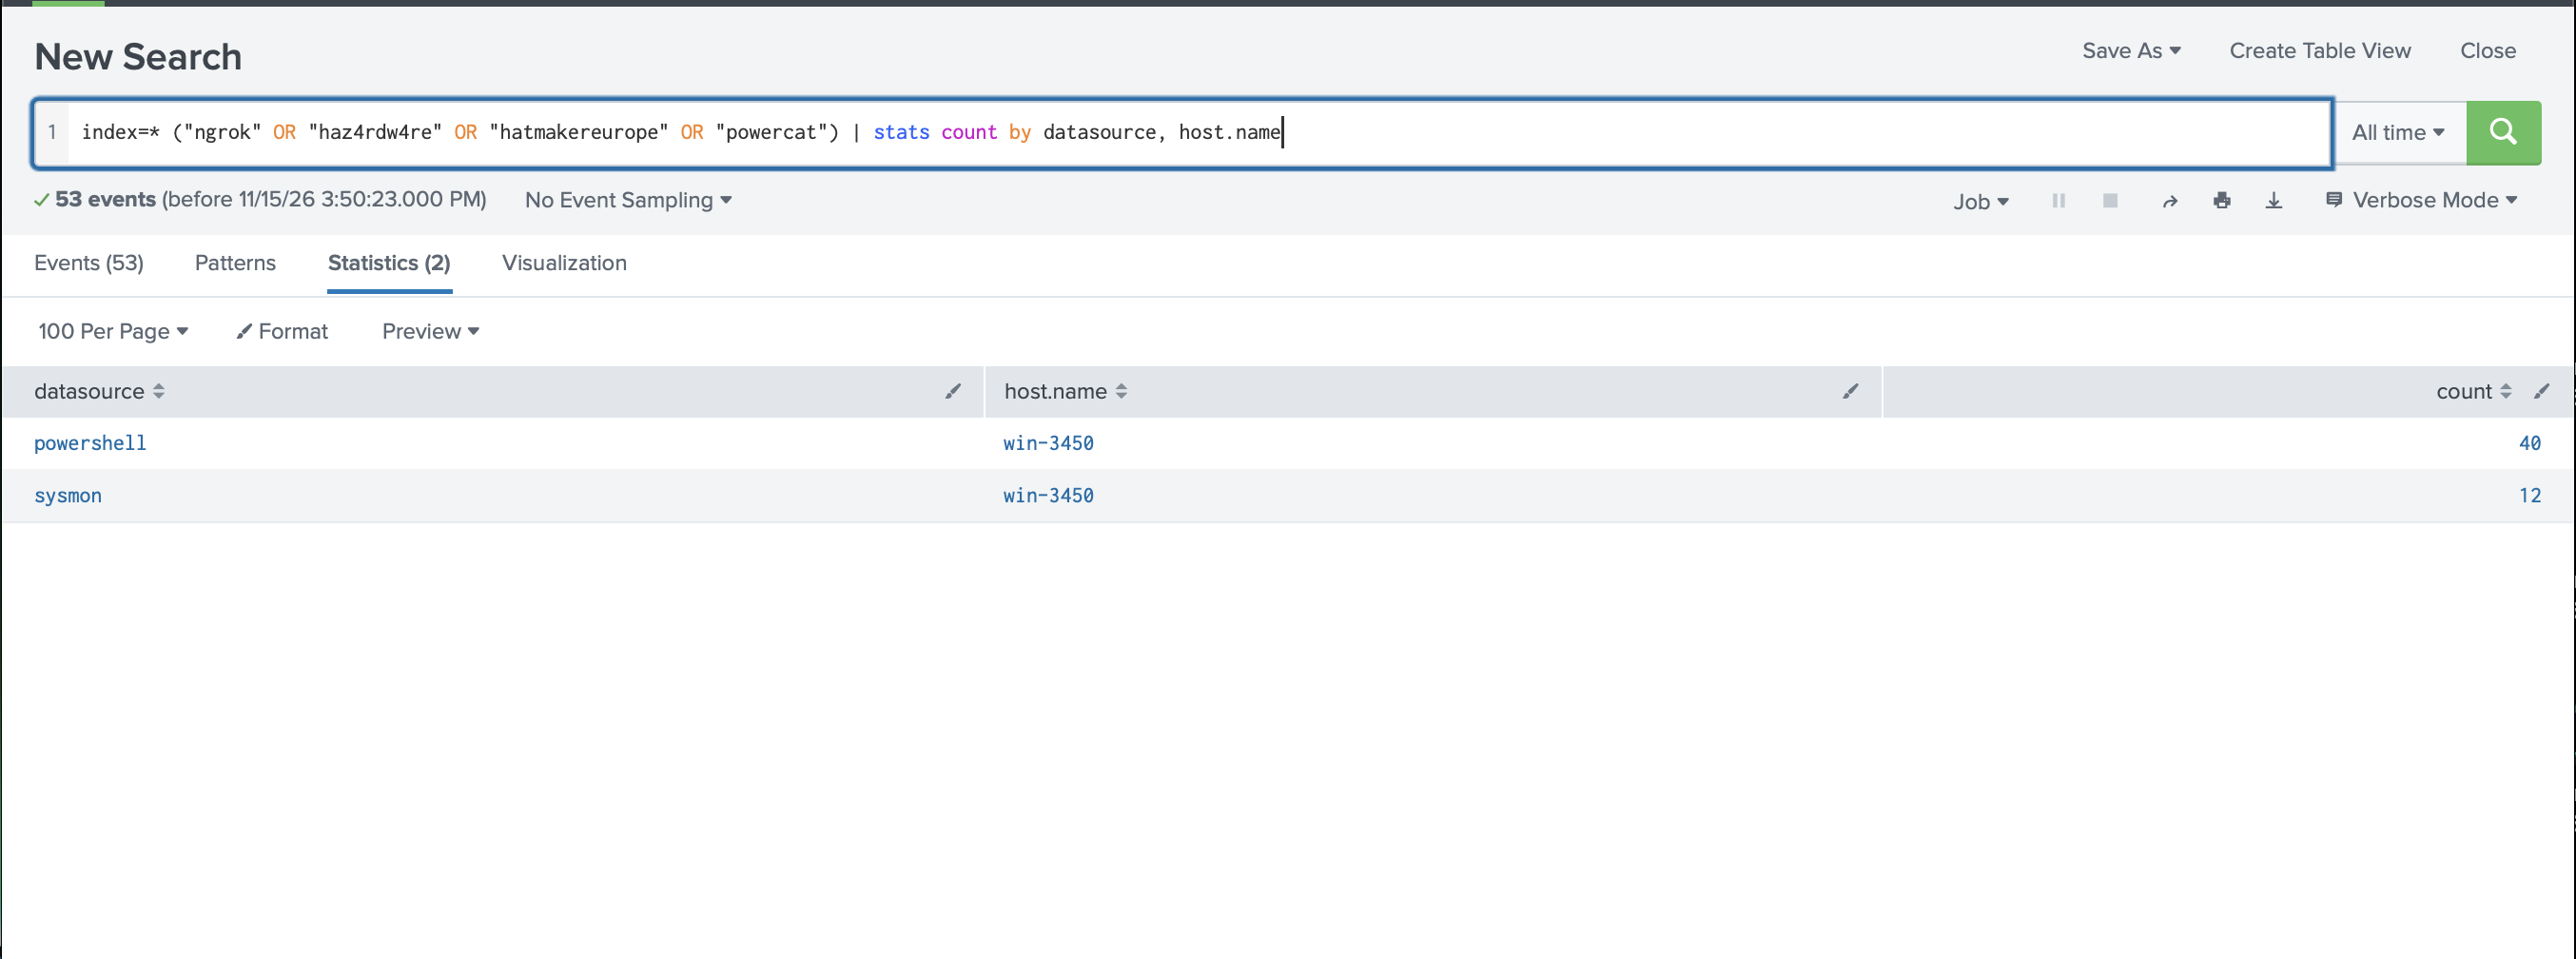 New Search
Save As Create Table View Close
1 index=* ("ngrok" OR "haz4rdw4re" OR "hatmakereurope" OR "powercat") | stats count by datasource, host.name
All time
53 events (before 11/15/26 3:50:23.000 PM) No Event Sampling
Job Verbose Mode
Events (53) Patterns Statistics (2) Visualization
100 Per Page Format Preview
datasource host.name count
powershell win-3450 40
sysmon win-3450 12